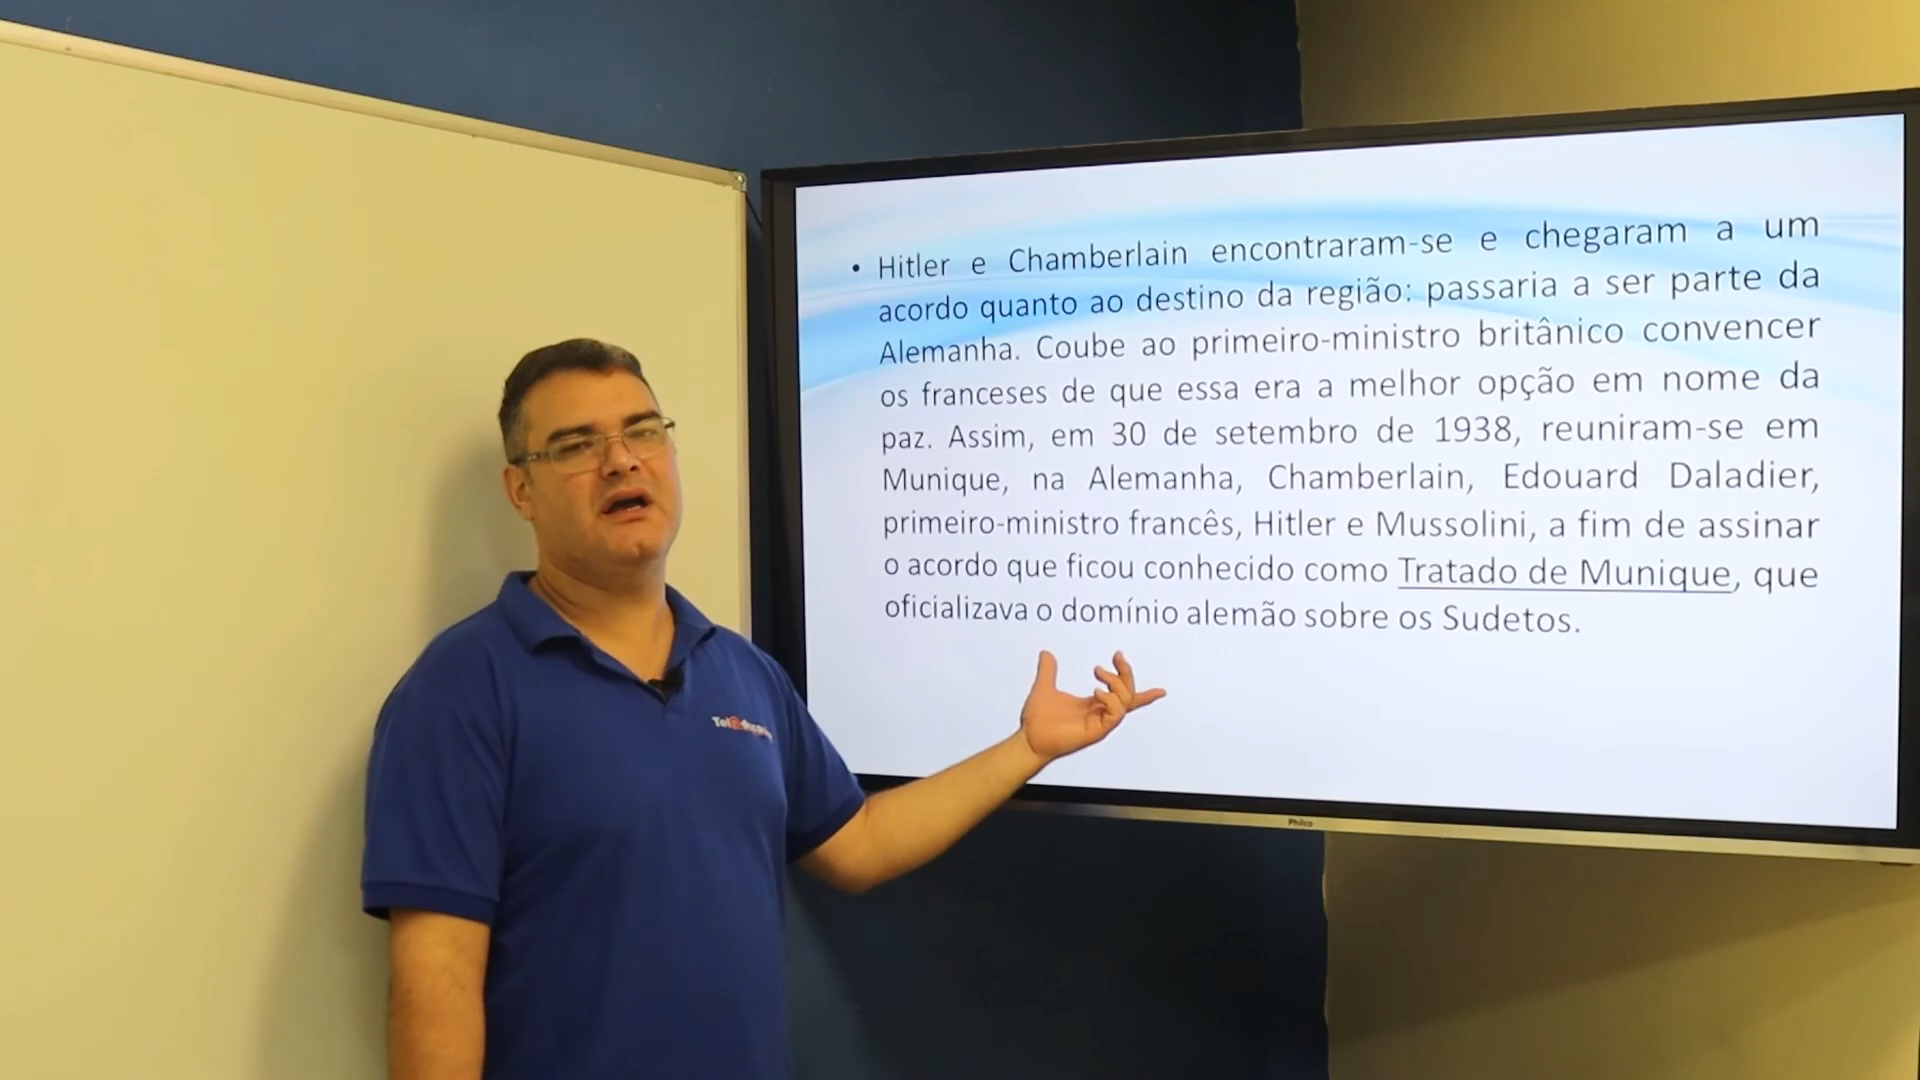 • Hitler e Chamberlain encontraram-se e chegaram a um
acordo quanto ao destino da região: passaria a ser parte da
Alemanha. Coube ao primeiro-ministro britânico convencer
os franceses de que essa era a melhor opção em nome da
paz. Assim, em 30 de setembro de 1938, reuniram-se em
Munique, na Alemanha, Chamberlain, Edouard Daladier,
primeiro-ministro francês, Hitler e Mussolini, a fim de assinar
o acordo que ficou conhecido como Tratado de Munique, que
oficializava o domínio alemão sobre os Sudetos.
Philco